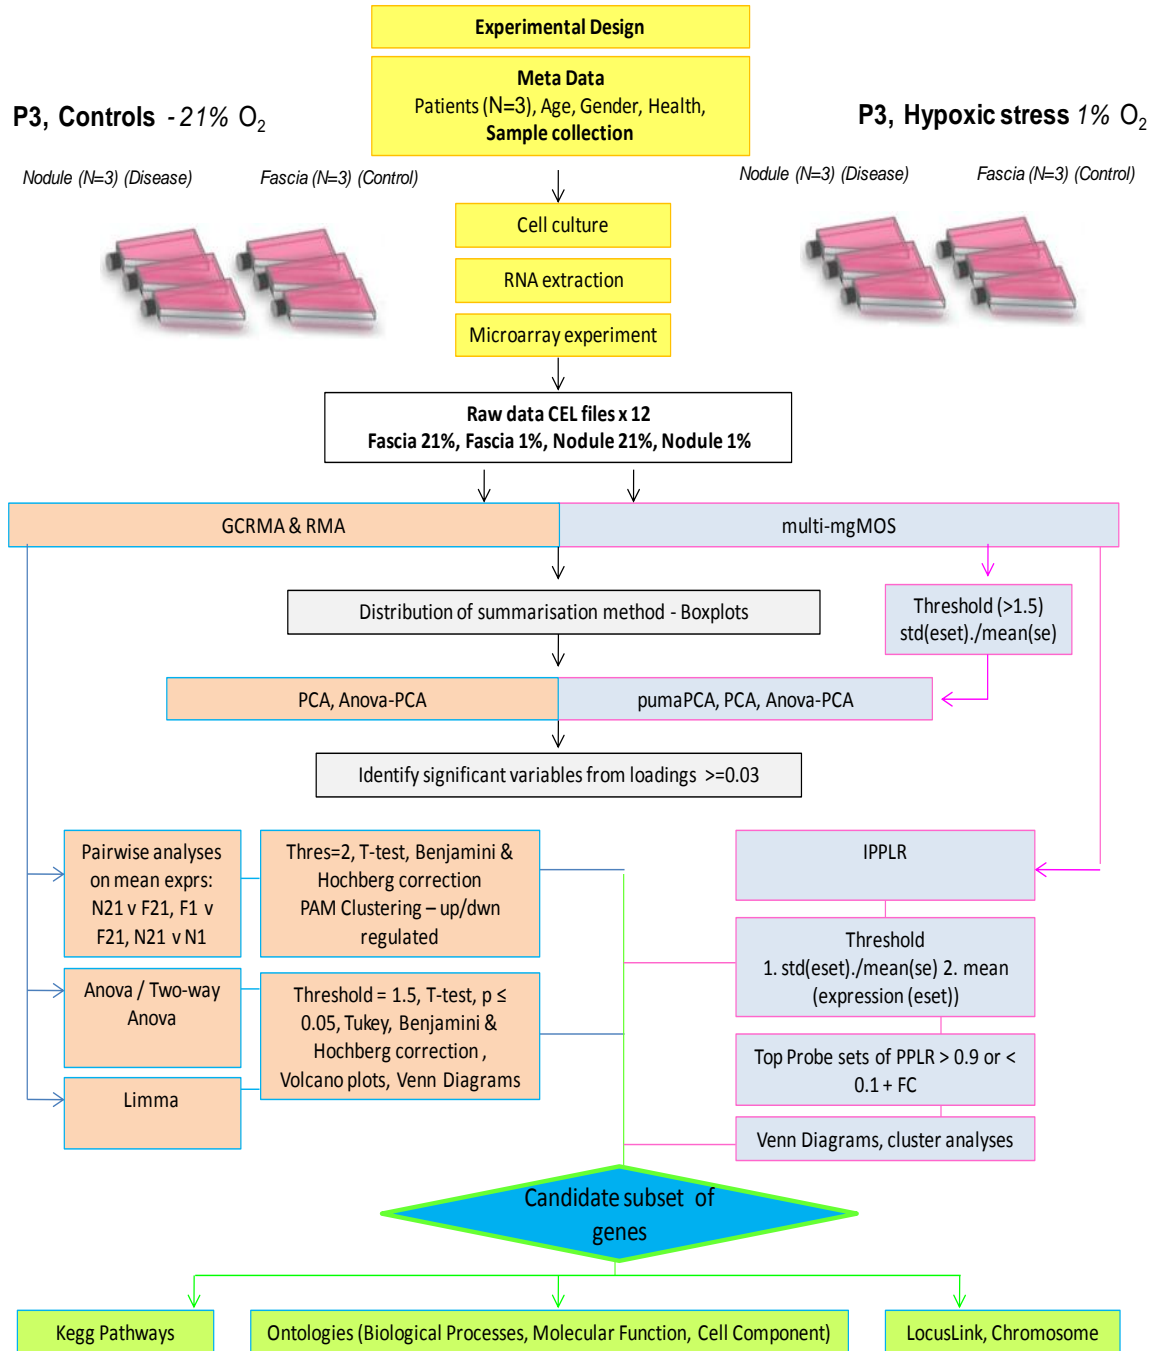 Experimental Design
Meta Data
Patients (N=3), Age, Gender, Health,
Sample collection
P3, Controls - 21% O2
P3, Hypoxic stress 1% O2
Nodule (N=3) (Disease)
Fascia (N=3) (Control)
Nodule (N=3) (Disease)
Fascia (N=3) (Control)
Cell culture
RNA extraction
Microarray experiment
Raw data CEL files x 12
Fascia 21%, Fascia 1%, Nodule 21%, Nodule 1%
GCRMA & RMA
multi-mgMOS
Distribution of summarisation method - Boxplots
Threshold (>1.5)
std(eset)./mean(se)
PCA, Anova-PCA
pumaPCA, PCA, Anova-PCA
Identify significant variables from loadings >=0.03
Pairwise analyses
on mean exprs:
N21 v F21, F1 v
F21, N21 v N1
Thres=2, T-test, Benjamini &
Hochberg correction
PAM Clustering – up/dwn
regulated
IPPLR
Threshold
1. std(eset)./mean(se) 2. mean
(expression (eset))
Anova / Two-way
Anova
Threshold = 1.5, T-test, p ≤
0.05, Tukey, Benjamini &
Hochberg correction ,
Volcano plots, Venn Diagrams
Top Probe sets of PPLR > 0.9 or <
0.1 + FC
Limma
Venn Diagrams, cluster analyses
Candidate subset of
genes
Kegg Pathways
Ontologies (Biological Processes, Molecular Function, Cell Component)
LocusLink, Chromosome